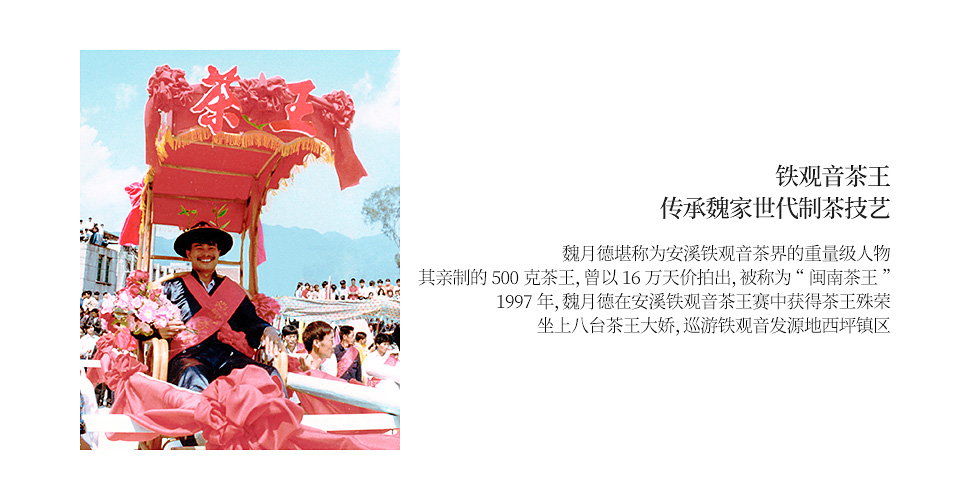 茶王
铁观音茶王
传承魏家世代制茶技艺
魏月德堪称为安溪铁观音茶界的重量级人物
其亲制的 500 克茶王, 曾以 16 万天价拍出, 被称为 “ 闽南茶王 ”
1997 年, 魏月德在安溪铁观音茶王赛中获得茶王殊荣
坐上八台茶王大娇, 巡游铁观音发源地西坪镇区